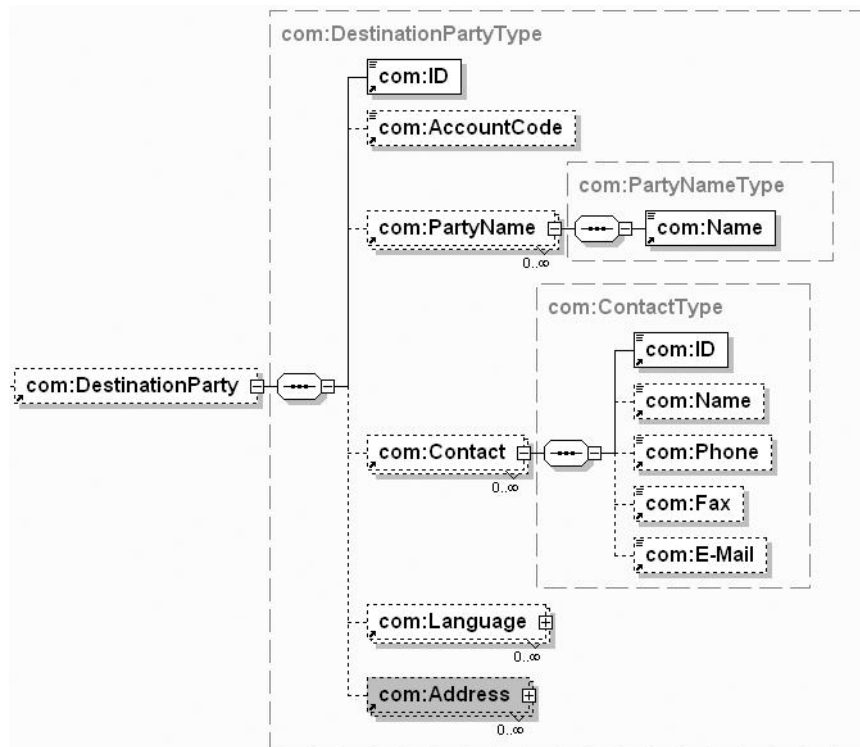 com:DestinationPartyType
com:ID
com:AccountCode
com:PartyNameType
com:PartyName
com:Name
0..∞
com:ContactType
com:ID
com:DestinationParty
com:Name
com:Contact
com:Phone
0..∞
com:Fax
com:E-Mail
com:Language
0..∞
com:Address
0..∞